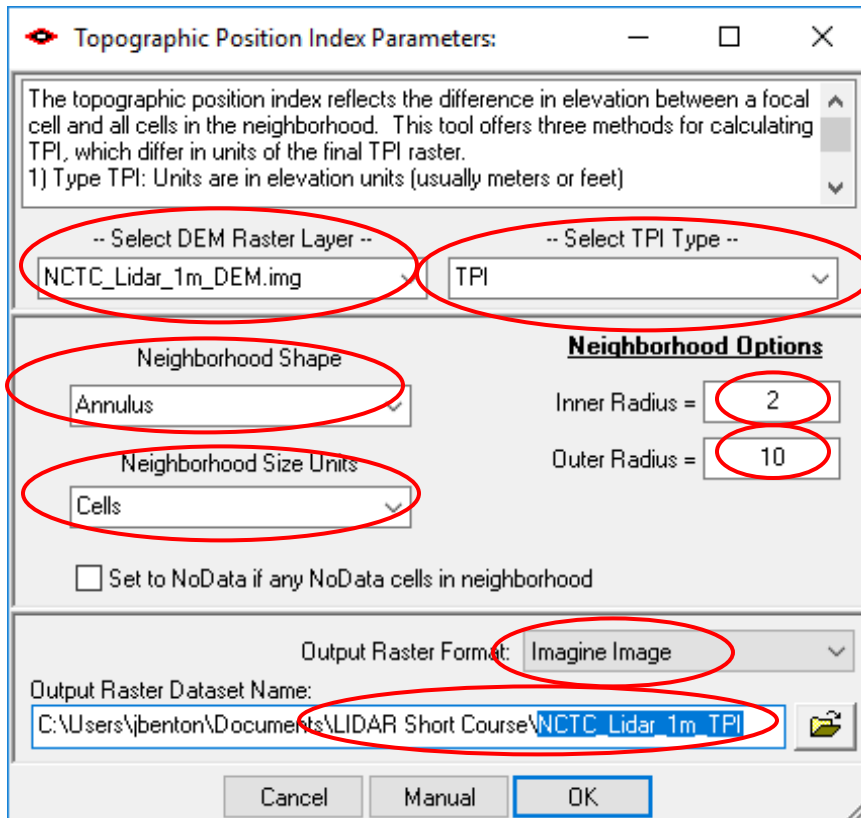 Topographic Position Index Parameters:
The topographic position index reflects the difference in elevation between a focal
cell and all cells in the neighborhood. This tool offers three methods for calculating
TPI, which differ in units of the final TPI raster.
1) Type TPI: Units are in elevation units (usually meters or feet)
-- Select DEM Raster Layer --
-- Select TPI Type --
NCTC_Lidar_1m_DEM.img
TPI
Neighborhood Shape
Neighborhood Options
Annulus
Inner Radius =
2
Neighborhood Size Units
Outer Radius =
10
Cells
Set to NoData if any NoData cells in neighborhood
Output Raster Format:
Imagine Image
Output Raster Dataset Name:
C:\Users\jbenton\Documents\LIDAR Short Course\NCTC_Lidar_1m_TPI
Cancel
Manual
OK